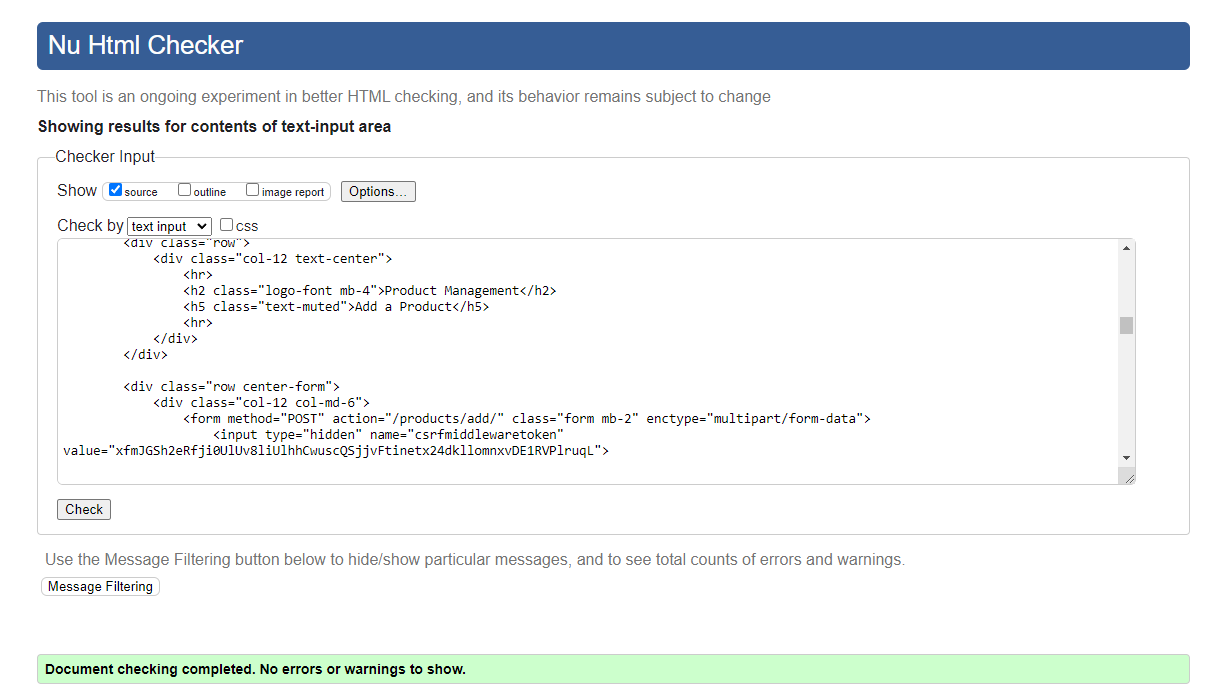 Nu Html Checker
This tool is an ongoing experiment in better HTML checking, and its behavior remains subject to change
Showing results for contents of text-input area
Checker Input
Show source outline image report Options...
Check by text input css
<div class="row">
<div class="col-12 text-center">
<hr>
<h2 class="logo-font mb-4">Product Management</h2>
<h5 class="text-muted">Add a Product</h5>
<hr>
</div>
</div>
<div class="row center-form">
<div class="col-12 col-md-6">
<form method="POST" action="/products/add/" class="form mb-2" enctype="multipart/form-data">
<input type="hidden" name="csrfmiddlewaretoken"
value="xfmJGSh2eRfji0UlUv8liUlhhCwuscQSjjvFtinetx24dkllomnxvDE1RVPlruqL">
Check
Use the Message Filtering button below to hide/show particular messages, and to see total counts of errors and warnings.
Message Filtering
Document checking completed. No errors or warnings to show.